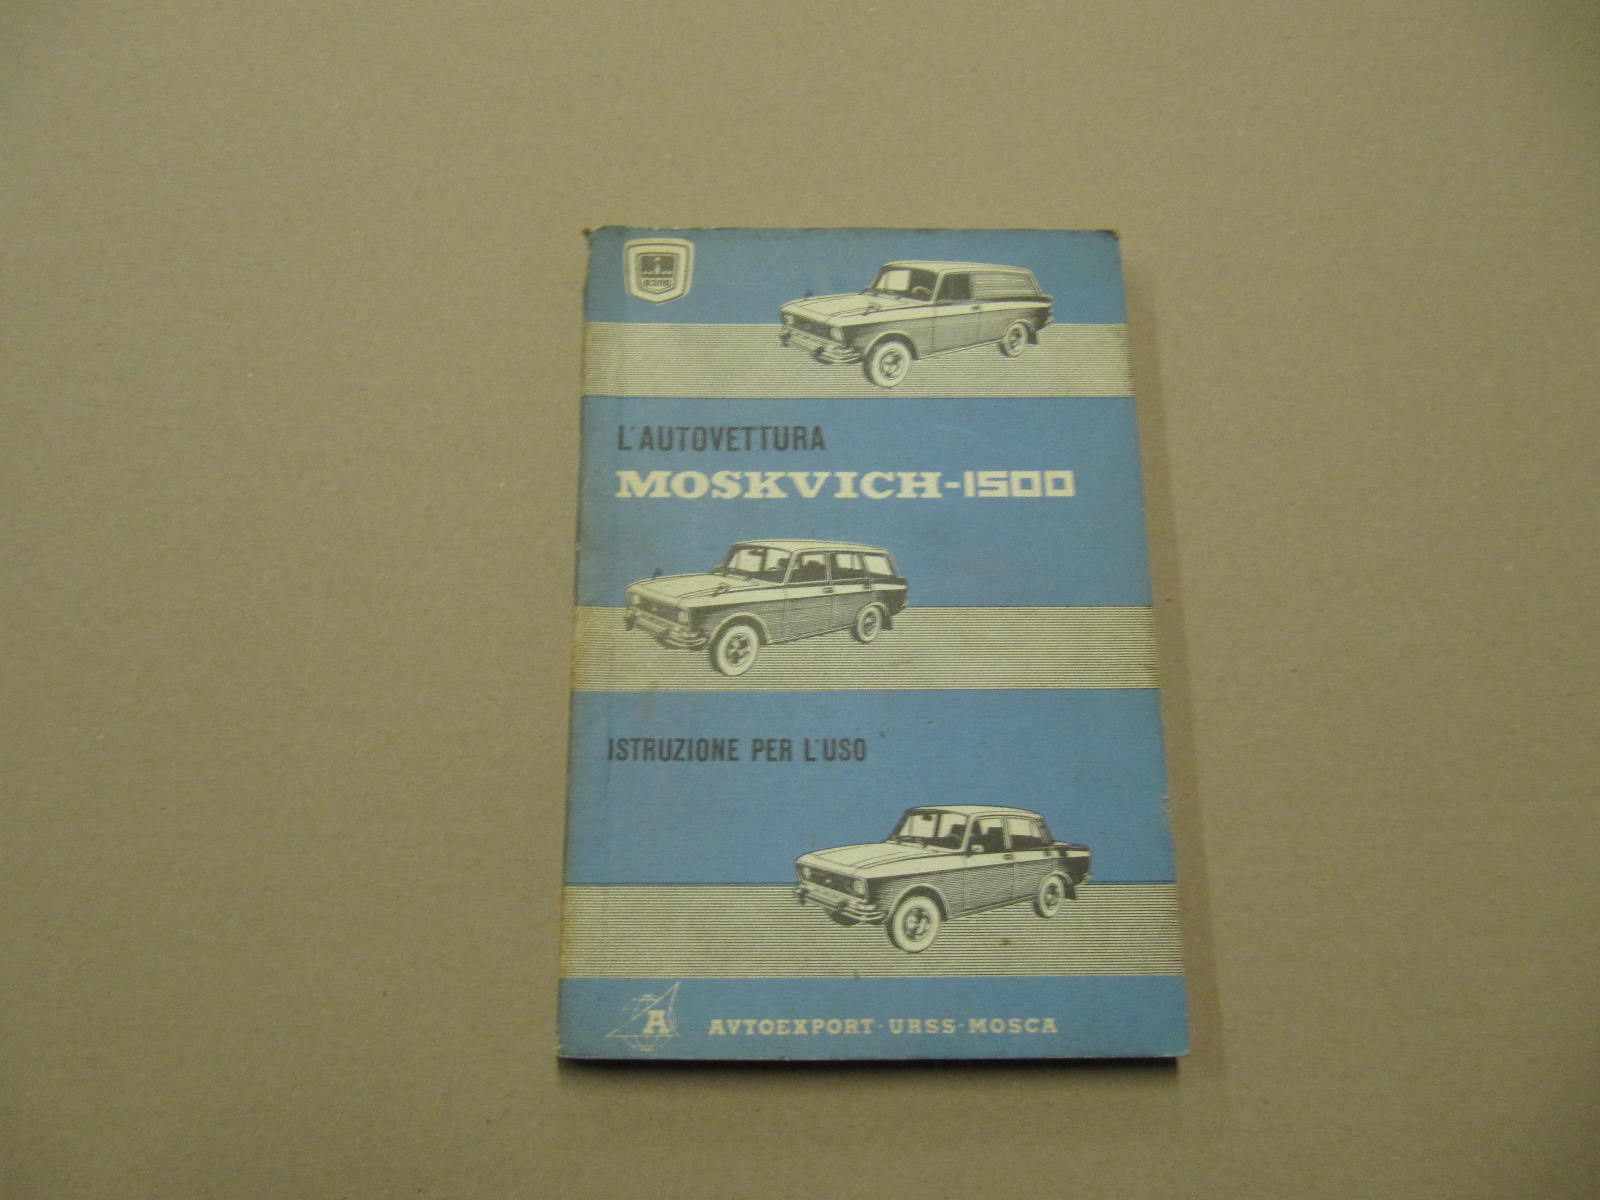 L'AUTOVETTURA
MOSKVICH-1500
ISTRUZIONE PER L'USO
A
AVTOEXPORT·URSS·MOSCA